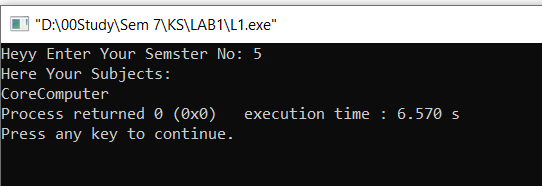 "D:\00Study\Sem 7\KS\LAB1\L1.exe"
Heyy Enter Your Semster No: 5
Here Your Subjects:
CoreComputer
Process returned 0 (0x0)   execution time : 6.570 s
Press any key to continue.